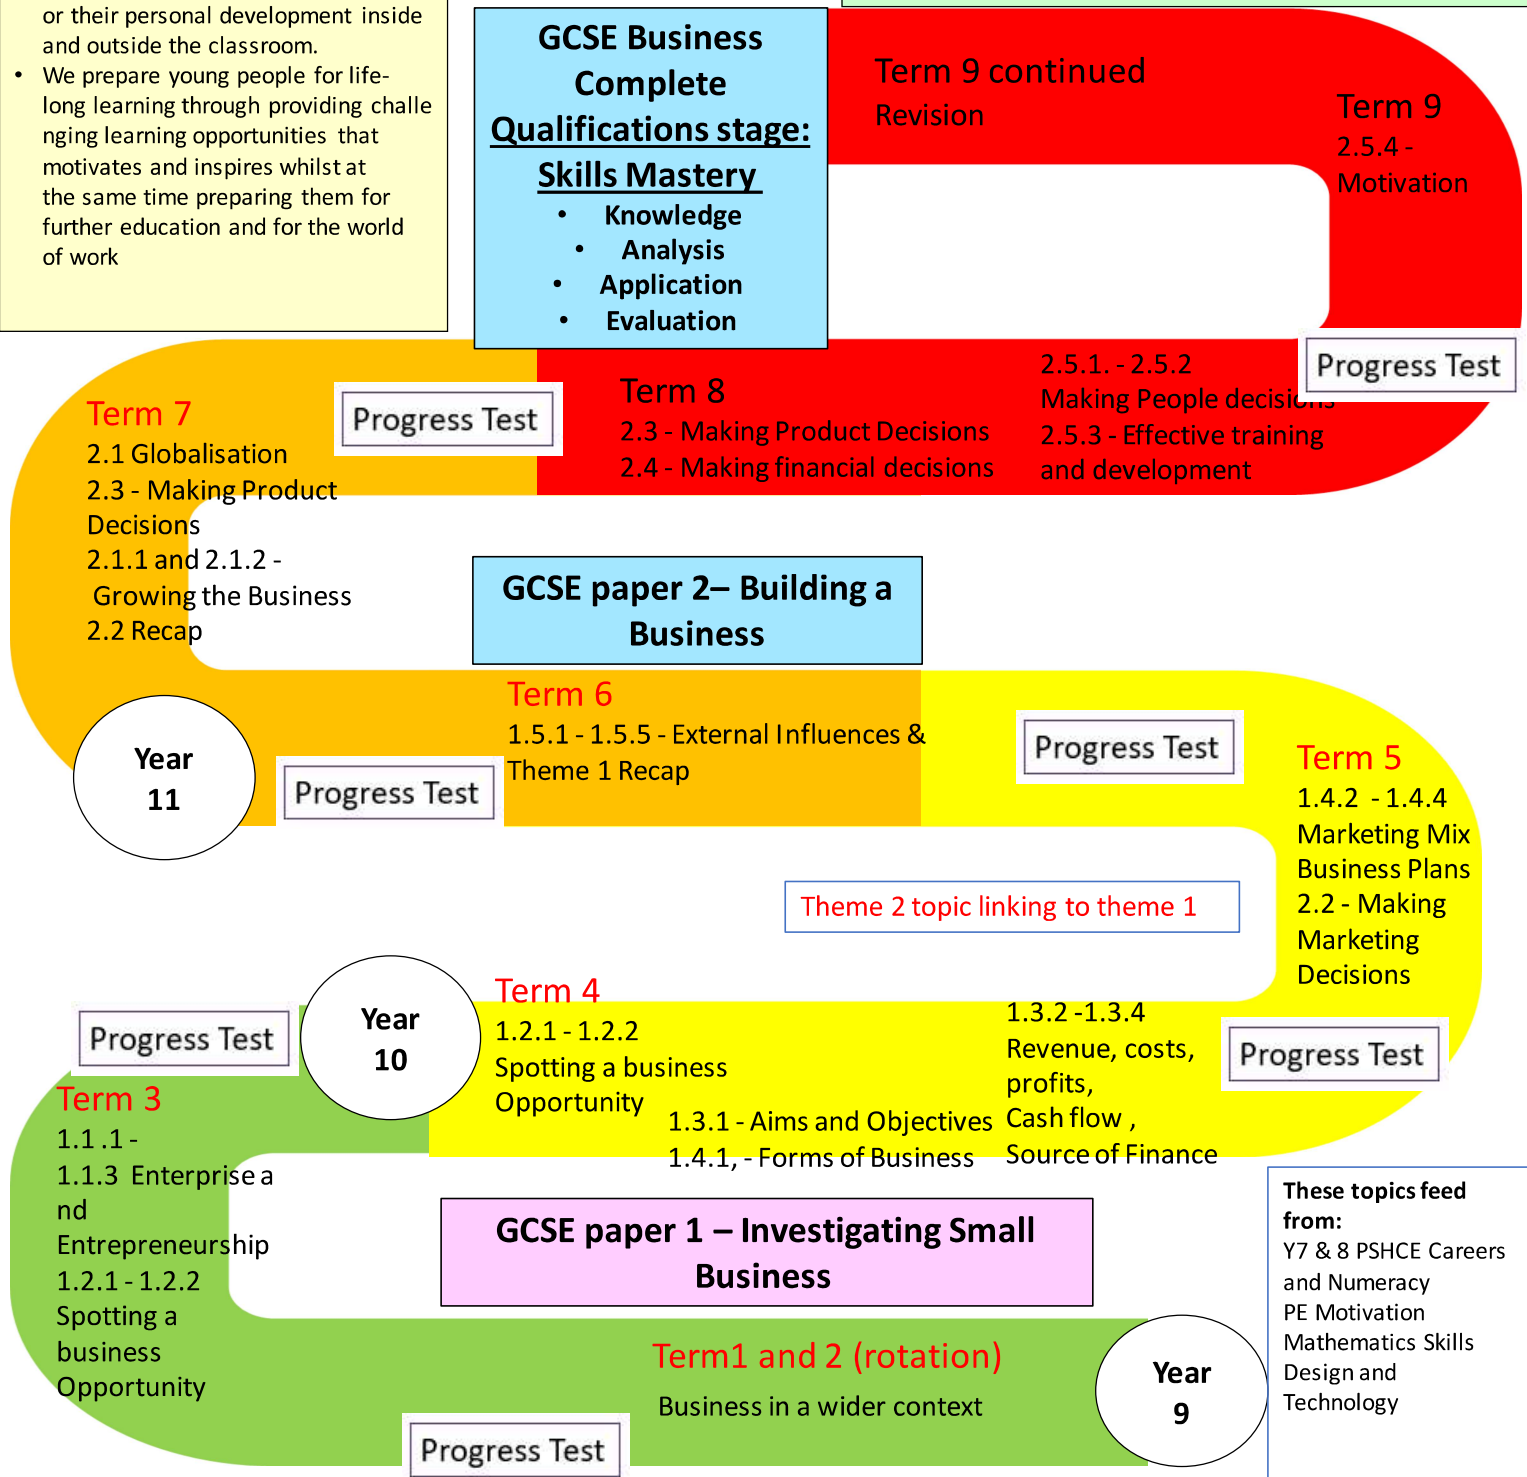 or their personal development inside
and outside the classroom.
• We prepare young people for life-
long learning through providing challe
nging learning opportunities that
motivates and inspires whilst at
the same time preparing them for
further education and for the world
of work
GCSE Business
Complete
Qualifications stage:
Skills Mastery
• Knowledge
• Analysis
• Application
• Evaluation
Term 9 continued
Revision
Term 9
2.5.4 -
Motivation
Progress Test
2.5.1. - 2.5.2
Making People decisions
2.5.3 - Effective training
and development
Term 8
2.3 - Making Product Decisions
2.4 - Making financial decisions
Progress Test
Term 7
2.1 Globalisation
2.3 - Making Product
Decisions
2.1.1 and 2.1.2 -
Growing the Business
2.2 Recap
GCSE paper 2– Building a
Business
Year
11
Progress Test
Term 6
1.5.1 - 1.5.5 - External Influences &
Theme 1 Recap
Progress Test
Term 5
1.4.2 - 1.4.4
Marketing Mix
Business Plans
2.2 - Making
Marketing
Decisions
Theme 2 topic linking to theme 1
Progress Test
Year
10
Term 4
1.2.1 - 1.2.2
Spotting a business
Opportunity
1.3.1 - Aims and Objectives
1.4.1, - Forms of Business
1.3.2 -1.3.4
Revenue, costs,
profits,
Cash flow ,
Source of Finance
Progress Test
Term 3
1.1 .1 -
1.1.3 Enterprise a
nd
Entrepreneurship
1.2.1 - 1.2.2
Spotting a
business
Opportunity
GCSE paper 1 – Investigating Small
Business
Term1 and 2 (rotation)
Business in a wider context
Progress Test
Year
9
These topics feed
from:
Y7 & 8 PSHCE Careers
and Numeracy
PE Motivation
Mathematics Skills
Design and
Technology